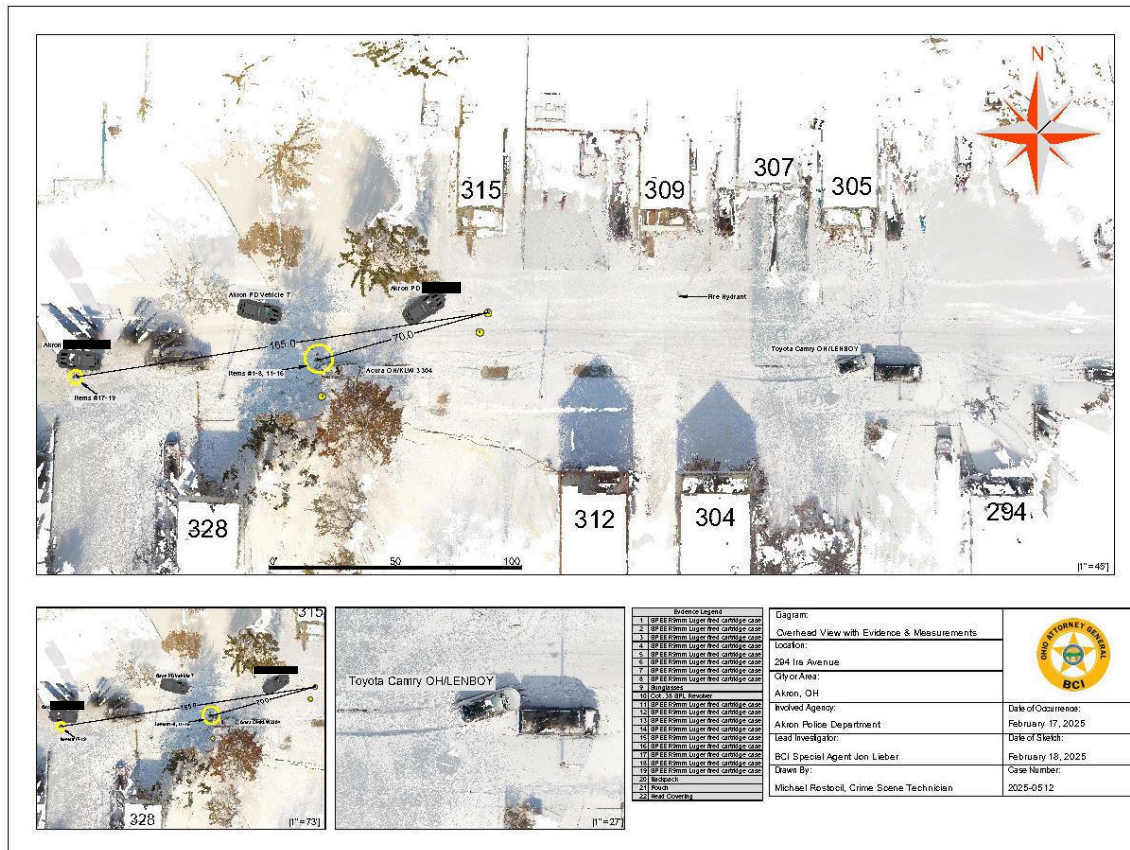 N
315
309
307
305
Akron PD Vehicle 7
Akron PD
Fire Hydrant
165.0
70.0
Akron
Toyota Camry OH/LENBOY
Items #1-8, 11-16
Acura OH/KLW 3304
Items #17-19
328
312
304
294
0'
50
100
[1" = 45']
315
Akron PD Vehicle 7
165.0
70.0
328
[1" = 73']
Toyota Camry OH/LENBOY
[1" = 27']
Evidence Legend
1 SPEER 9mm Luger fired cartridge case
2 SPEER 9mm Luger fired cartridge case
3 SPEER 9mm Luger fired cartridge case
4 SPEER 9mm Luger fired cartridge case
5 SPEER 9mm Luger fired cartridge case
6 SPEER 9mm Luger fired cartridge case
7 SPEER 9mm Luger fired cartridge case
8 SPEER 9mm Luger fired cartridge case
9 Sunglasses
10 Colt .38 SPL Revolver
11 SPEER 9mm Luger fired cartridge case
12 SPEER 9mm Luger fired cartridge case
13 SPEER 9mm Luger fired cartridge case
14 SPEER 9mm Luger fired cartridge case
15 SPEER 9mm Luger fired cartridge case
16 SPEER 9mm Luger fired cartridge case
17 SPEER 9mm Luger fired cartridge case
18 SPEER 9mm Luger fired cartridge case
19 SPEER 9mm Luger fired cartridge case
20 Backpack
21 Pouch
22 Head Covering
Diagram:
Overhead View with Evidence & Measurements
Location:
294 Ira Avenue
City or Area:
Akron, OH
Involved Agency:
Akron Police Department
Date of Occurrence:
February 17, 2025
Lead Investigator:
BCI Special Agent Jon Lieber
Date of Sketch:
February 18, 2025
Drawn By:
Michael Rostocil, Crime Scene Technician
Case Number:
2025-0512
OHIO ATTORNEY GENERAL
BCI